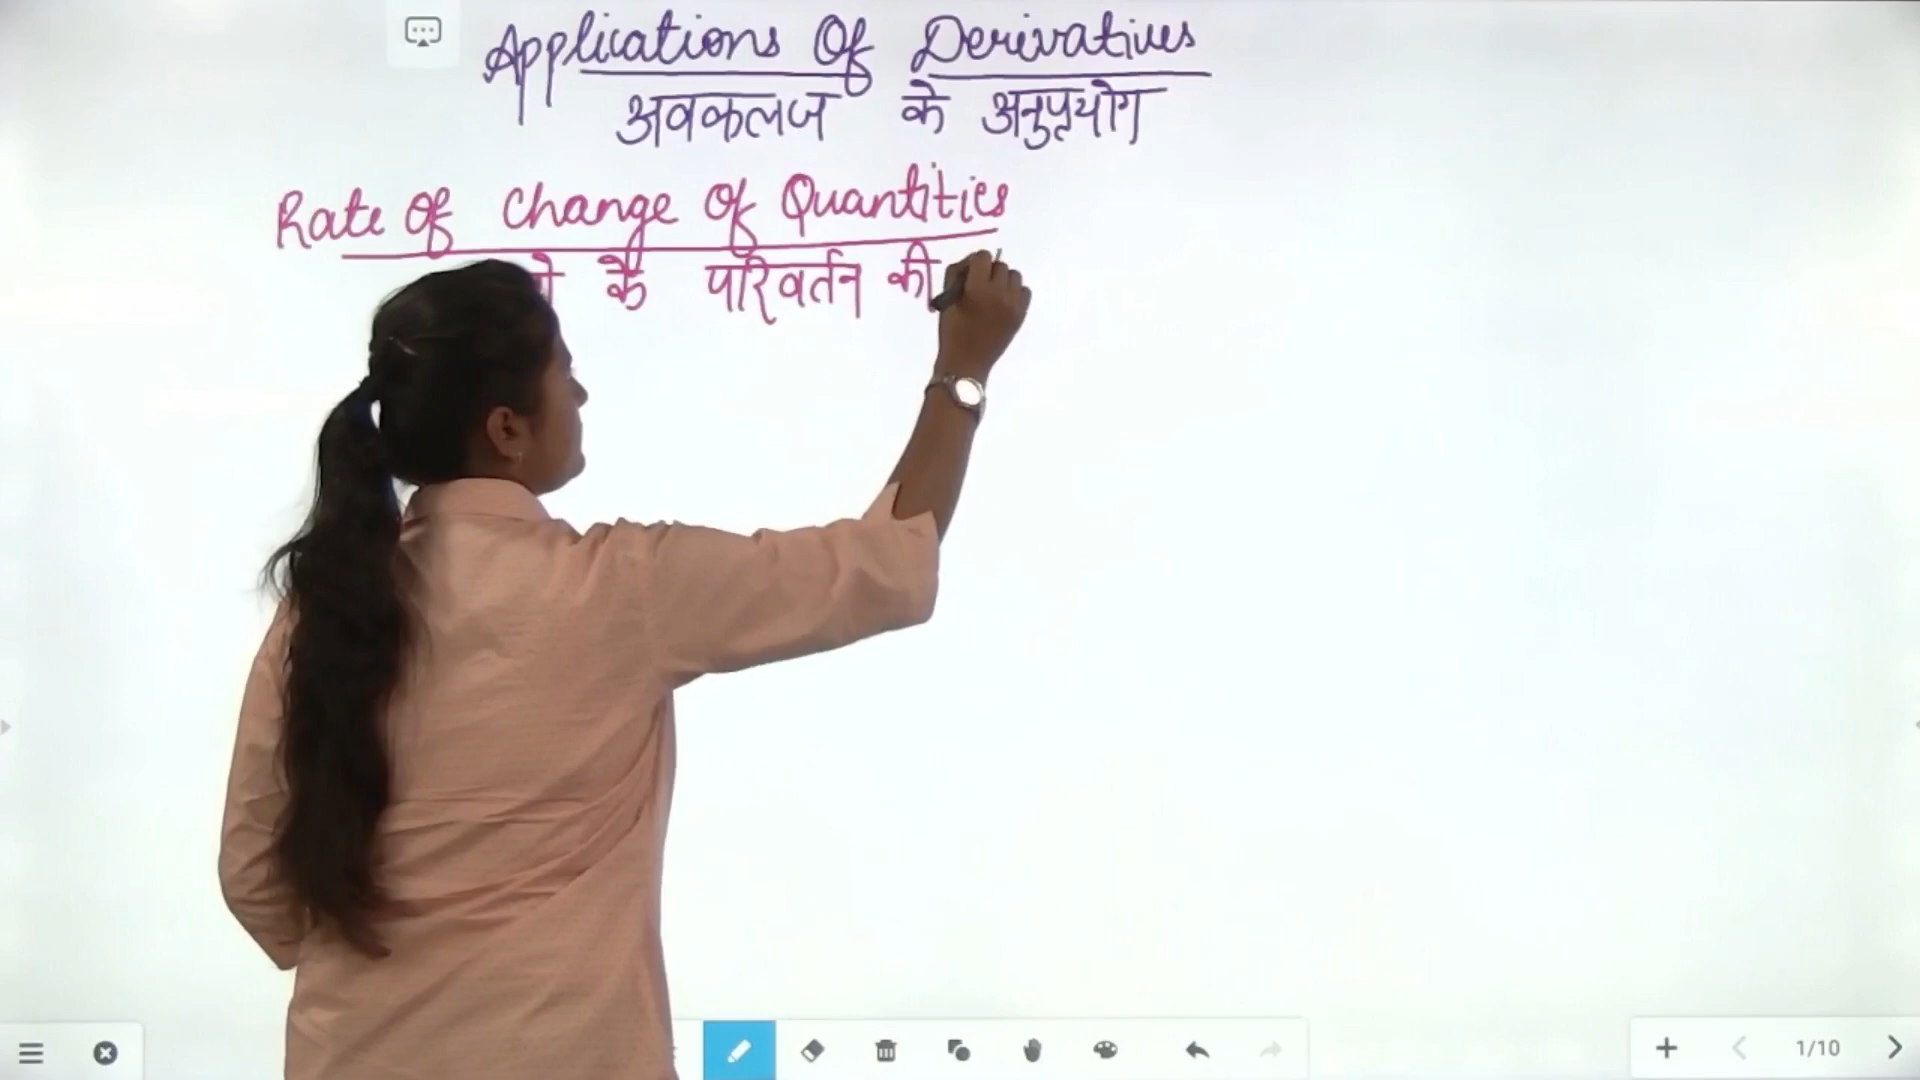 Applications Of Derivatives
अवकलज के अनुप्रयोग
Rate Of Change Of Quantities
के परिवर्तन की
1/10